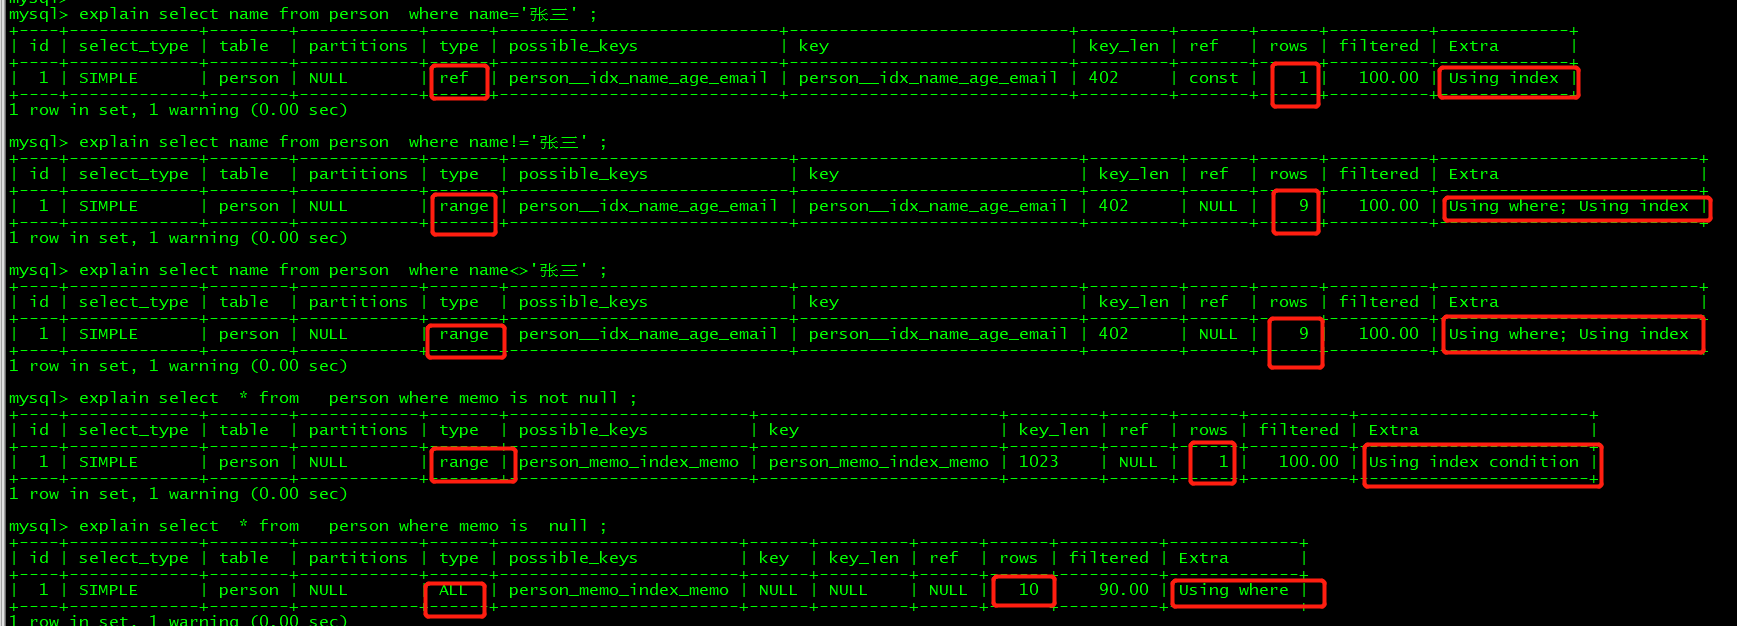 mysql>
mysql> explain select name from person  where name='张三' ;
+----+-------------+--------+------------+------+---------------------------+---------------------------+---------+-------+------+----------+-------------+
| id | select_type | table  | partitions | type | possible_keys             | key                       | key_len | ref   | rows | filtered | Extra       |
+----+-------------+--------+------------+------+---------------------------+---------------------------+---------+-------+------+----------+-------------+
|  1 | SIMPLE      | person | NULL       | ref  | person__idx_name_age_email | person__idx_name_age_email | 402     | const |    1 |   100.00 | Using index |
+----+-------------+--------+------------+------+---------------------------+---------------------------+---------+-------+------+----------+-------------+
1 row in set, 1 warning (0.00 sec)
mysql> explain select name from person  where name!='张三' ;
+----+-------------+--------+------------+-------+----------------------------+----------------------------+---------+------+------+----------+--------------------------+
| id | select_type | table  | partitions | type  | possible_keys              | key                        | key_len | ref  | rows | filtered | Extra                    |
+----+-------------+--------+------------+-------+----------------------------+----------------------------+---------+------+------+----------+--------------------------+
|  1 | SIMPLE      | person | NULL       | range | person__idx_name_age_email | person__idx_name_age_email | 402     | NULL |    9 |   100.00 | Using where; Using index |
+----+-------------+--------+------------+-------+----------------------------+----------------------------+---------+------+------+----------+--------------------------+
1 row in set, 1 warning (0.00 sec)
mysql> explain select name from person  where name<>'张三' ;
+----+-------------+--------+------------+-------+----------------------------+----------------------------+---------+------+------+----------+--------------------------+
| id | select_type | table  | partitions | type  | possible_keys              | key                        | key_len | ref  | rows | filtered | Extra                    |
+----+-------------+--------+------------+-------+----------------------------+----------------------------+---------+------+------+----------+--------------------------+
|  1 | SIMPLE      | person | NULL       | range | person__idx_name_age_email | person__idx_name_age_email | 402     | NULL |    9 |   100.00 | Using where; Using index |
+----+-------------+--------+------------+-------+----------------------------+----------------------------+---------+------+------+----------+--------------------------+
1 row in set, 1 warning (0.00 sec)
mysql> explain select  * from   person where memo is not null ;
+----+-------------+--------+------------+-------+------------------------+------------------------+---------+------+------+----------+-----------------------+
| id | select_type | table  | partitions | type  | possible_keys          | key                    | key_len | ref  | rows | filtered | Extra                 |
+----+-------------+--------+------------+-------+------------------------+------------------------+---------+------+------+----------+-----------------------+
|  1 | SIMPLE      | person | NULL       | range | person_memo_index_memo | person_memo_index_memo | 1023    | NULL |    1 |   100.00 | Using index condition |
+----+-------------+--------+------------+-------+------------------------+------------------------+---------+------+------+----------+-----------------------+
1 row in set, 1 warning (0.00 sec)
mysql> explain select  * from   person where memo is  null ;
+----+-------------+--------+------------+------+------------------------+------+---------+------+------+----------+-------------+
| id | select_type | table  | partitions | type | possible_keys          | key  | key_len | ref  | rows | filtered | Extra       |
+----+-------------+--------+------------+------+------------------------+------+---------+------+------+----------+-------------+
|  1 | SIMPLE      | person | NULL       | ALL  | person_memo_index_memo | NULL | NULL    | NULL |   10 |    90.00 | Using where |
+----+-------------+--------+------------+------+------------------------+------+---------+------+------+----------+-------------+
1 row in set, 1 warning (0.00 sec)